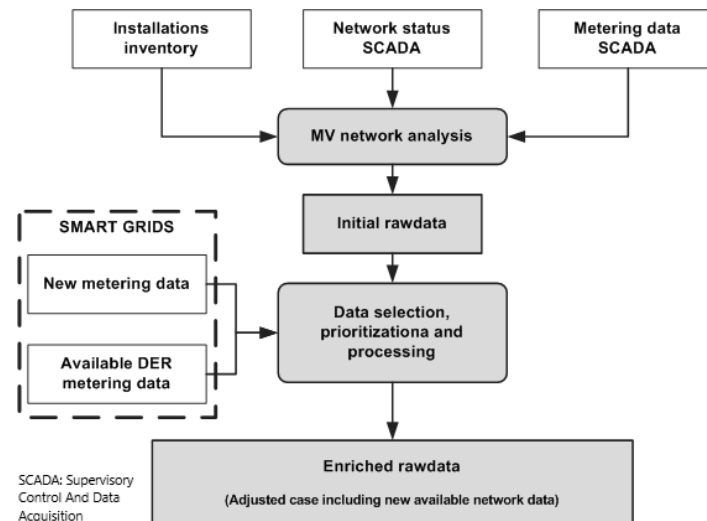 Installations
inventory
Network status
SCADA
Metering data
SCADA
MV network analysis
Initial rawdata
SMART GRIDS
New metering data
Available DER
metering data
Data selection,
prioritizationa and
processing
Enriched rawdata
(Adjusted case including new available network data)
SCADA: Supervisory
Control And Data
Acquisition